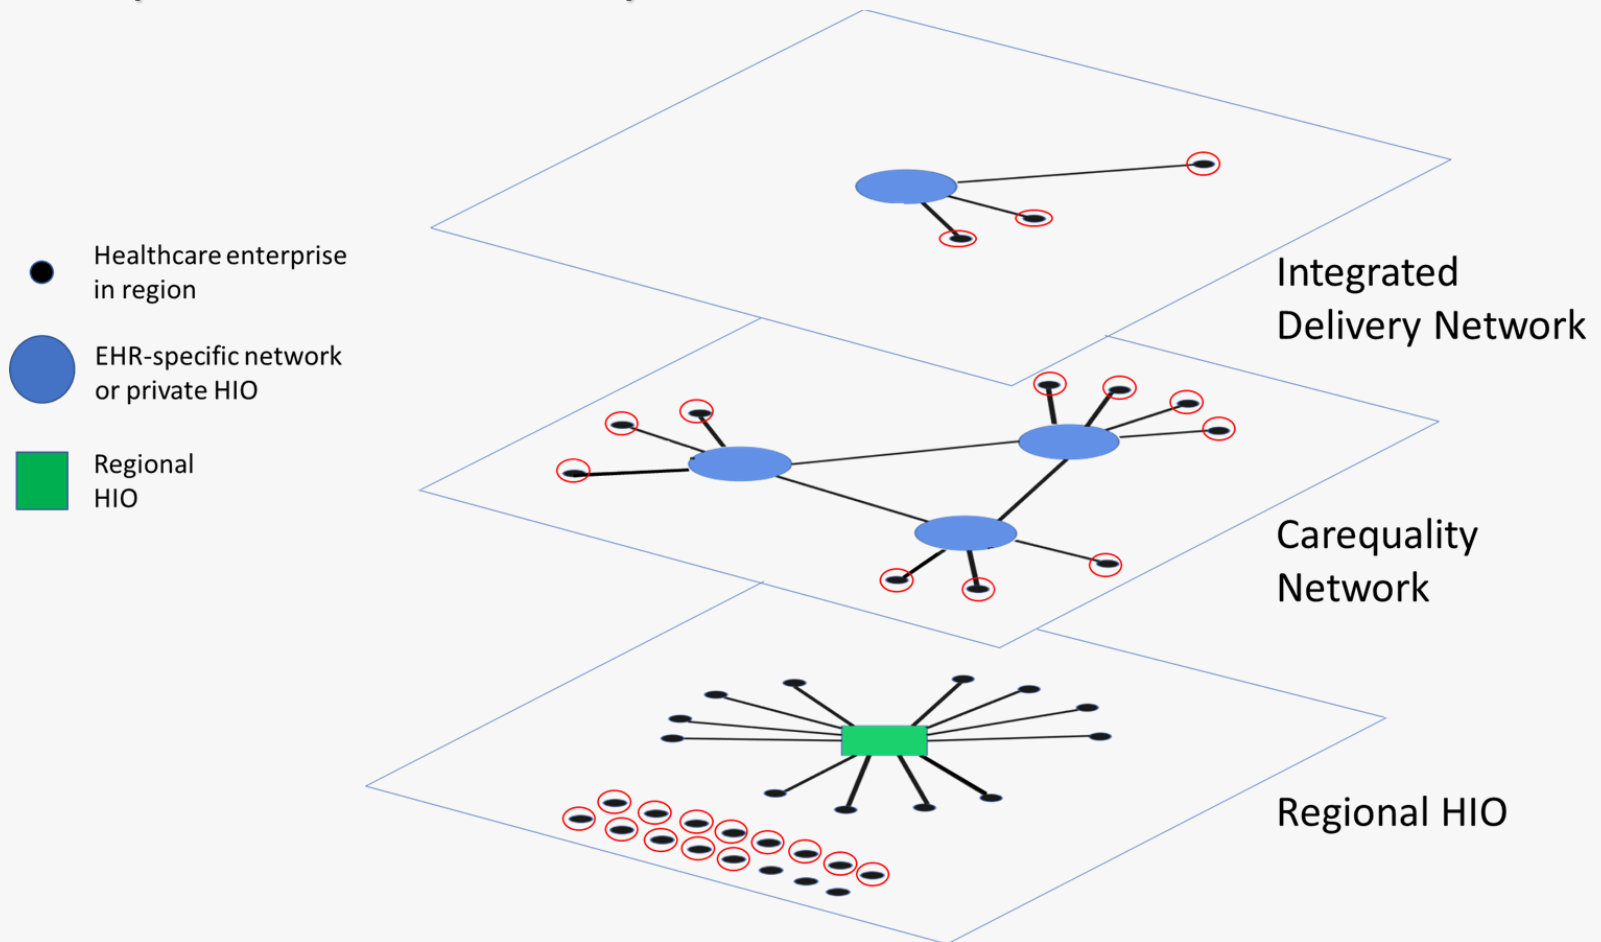 Healthcare enterprise
in region
EHR-specific network
or private HIO
Regional
HIO
Integrated
Delivery Network
Carequality
Network
Regional HIO